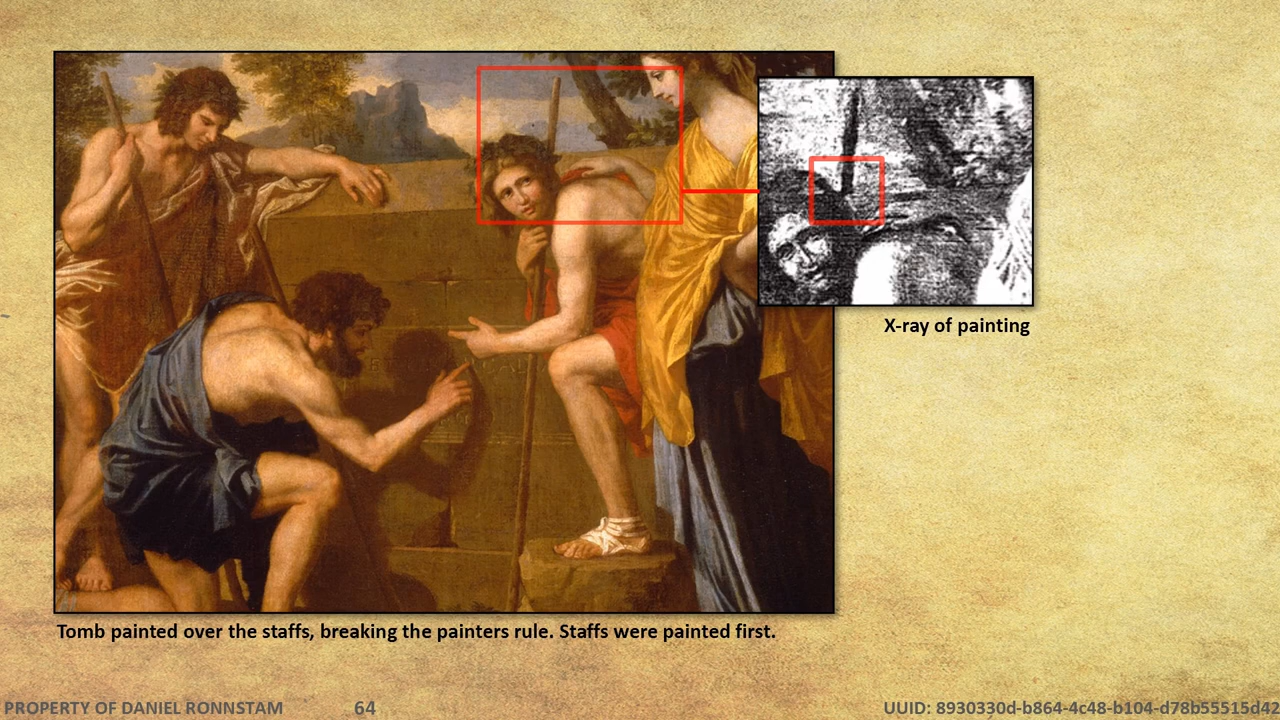 X-ray of painting
Tomb painted over the staffs, breaking the painters rule. Staffs were painted first.
PROPERTY OF DANIEL RONNSTAM 64 UUID: 8930330d-b864-4c48-b104-d78b55515d42